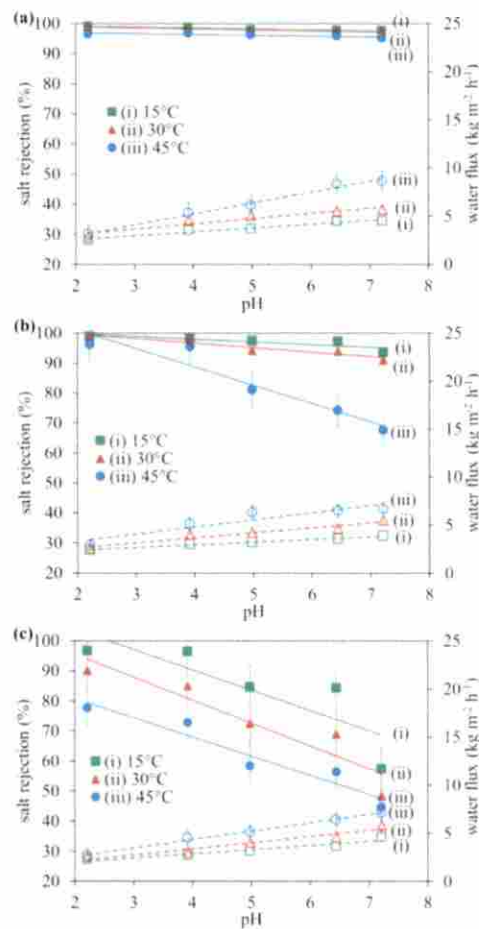 (a)
100
90
80
70
60
50
40
30
20
salt rejection (%)
(i) 15°C
(ii) 30°C
(iii) 45°C
(i)
(ii)
(iii)
(iii)
(ii)
(i)
25
20
15
10
5
0
water flux (kg m⁻² h⁻¹)
1 2 3 4 5 6 7 8
pH
(b)
100
90
80
70
60
50
40
30
20
salt rejection (%)
(i) 15°C
(ii) 30°C
(iii) 45°C
(i)
(ii)
(iii)
(iii)
(ii)
(i)
25
20
15
10
5
0
water flux (kg m⁻² h⁻¹)
1 2 3 4 5 6 7 8
pH
(c)
100
90
80
70
60
50
40
30
20
salt rejection (%)
(i) 15°C
(ii) 30°C
(iii) 45°C
(i)
(ii)
(iii)
(iii)
(ii)
(i)
25
20
15
10
5
0
water flux (kg m⁻² h⁻¹)
1 2 3 4 5 6 7 8
pH